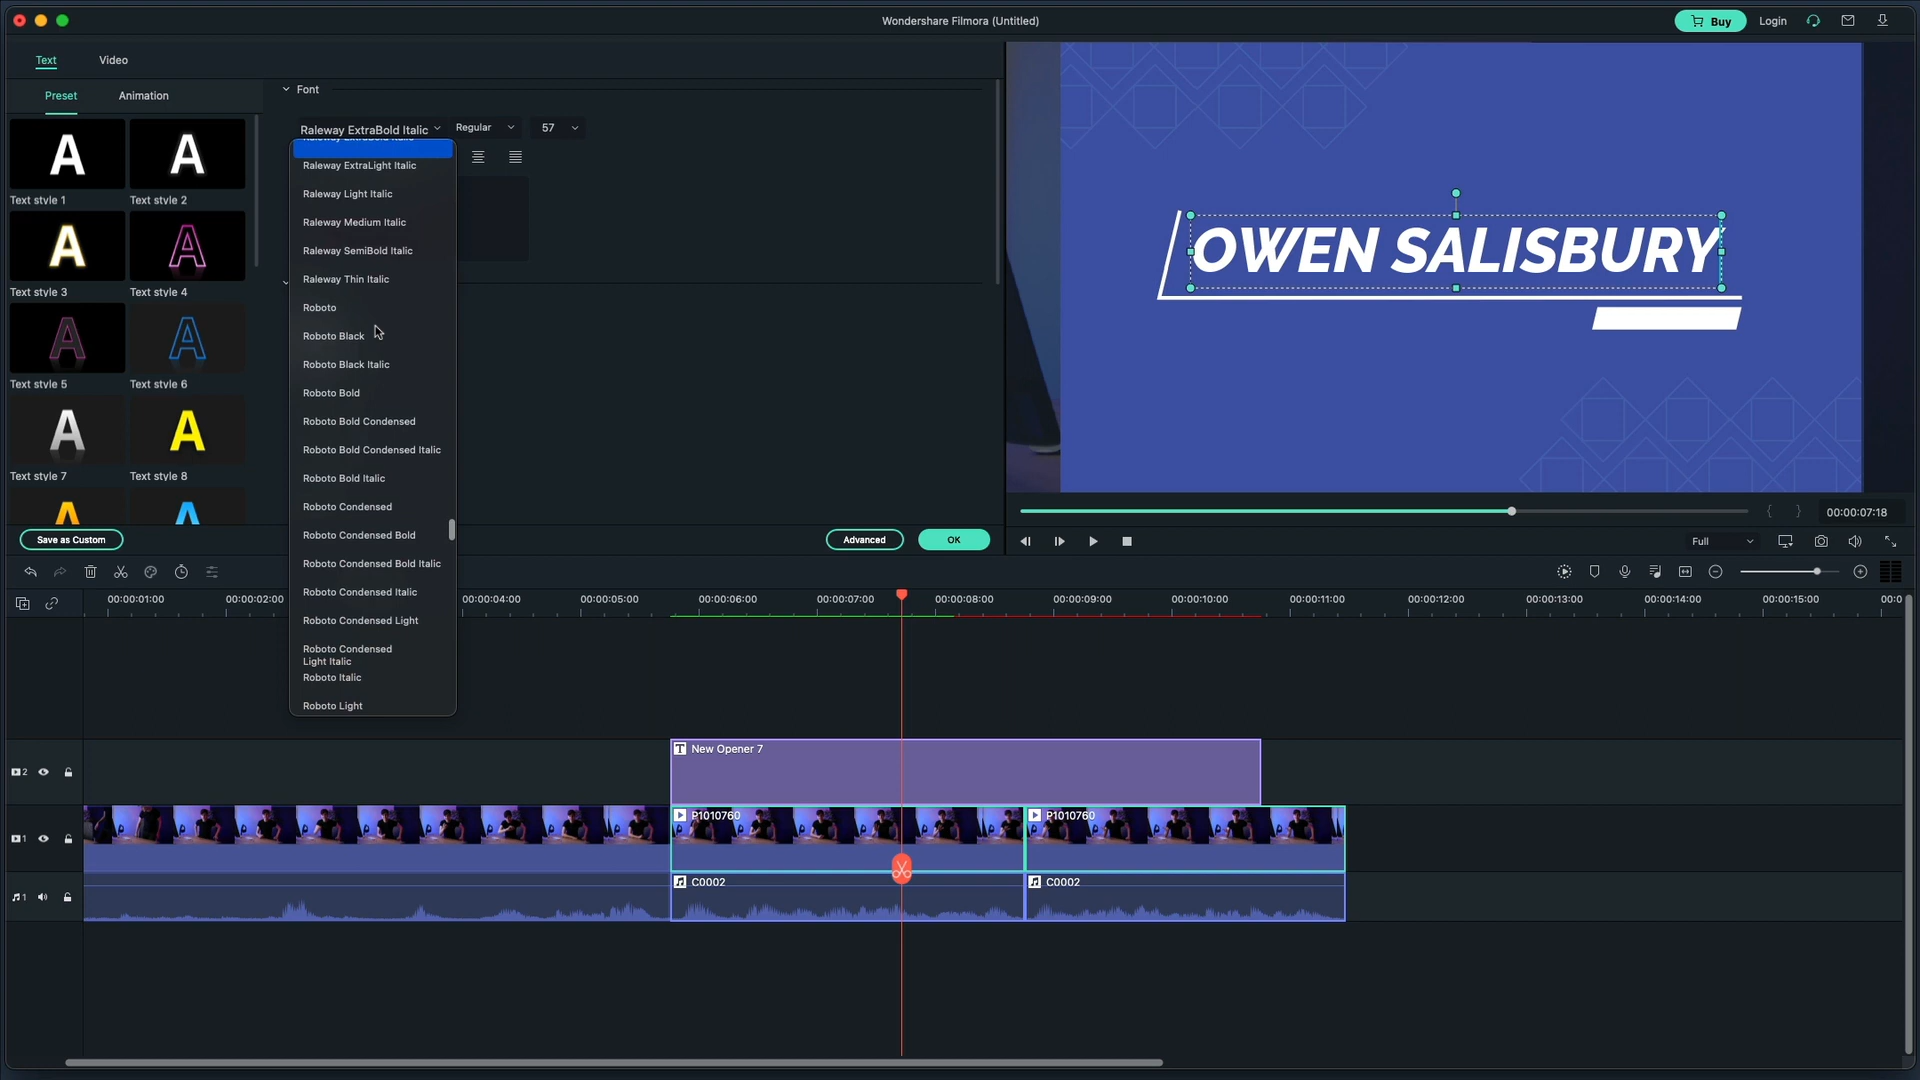 Wondershare Filmora (Untitled)
Buy
Login
Text
Video
Preset
Animation
Font
Raleway ExtraBold Italic
Regular
57
Raleway ExtraBold Italic
Raleway ExtraLight Italic
Raleway Light Italic
Raleway Medium Italic
Raleway SemiBold Italic
Raleway Thin Italic
Roboto
Roboto Black
Roboto Black Italic
Roboto Bold
Roboto Bold Condensed
Roboto Bold Condensed Italic
Roboto Bold Italic
Roboto Condensed
Roboto Condensed Bold
Roboto Condensed Bold Italic
Roboto Condensed Italic
Roboto Condensed Light
Roboto Condensed
Light Italic
Roboto Italic
Roboto Light
A
A
Text style 1
Text style 2
A
A
Text style 3
Text style 4
A
A
Text style 5
Text style 6
A
A
Text style 7
Text style 8
A
A
Save as Custom
Advanced
OK
OWEN SALISBURY
00:00:07:18
Full
00:00:01:00
00:00:02:00
00:00:04:00
00:00:05:00
00:00:06:00
00:00:07:00
00:00:08:00
00:00:09:00
00:00:10:00
00:00:11:00
00:00:12:00
00:00:13:00
00:00:14:00
00:00:15:00
00:0
2
T New Opener 7
1
P1010760
P1010760
1
C0002
C0002